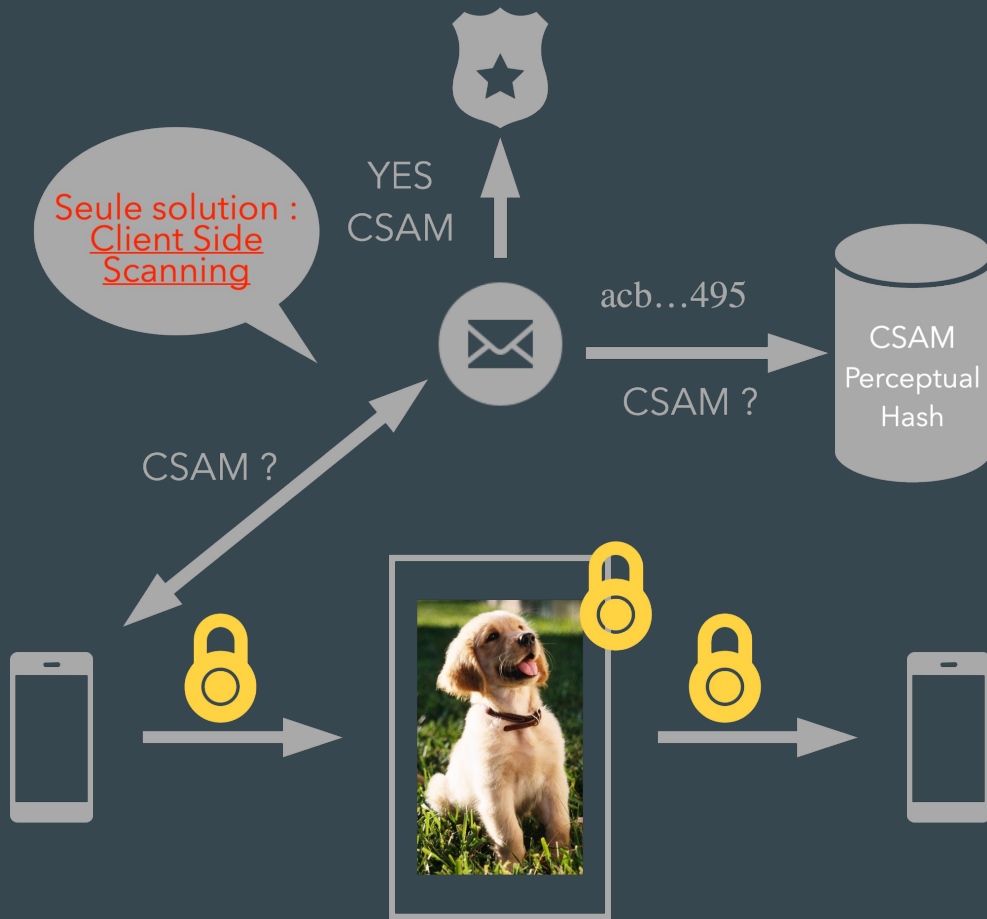 YES
CSAM
Seule solution :
Client Side
Scanning
acb…495
CSAM ?
CSAM
Perceptual
Hash
CSAM ?